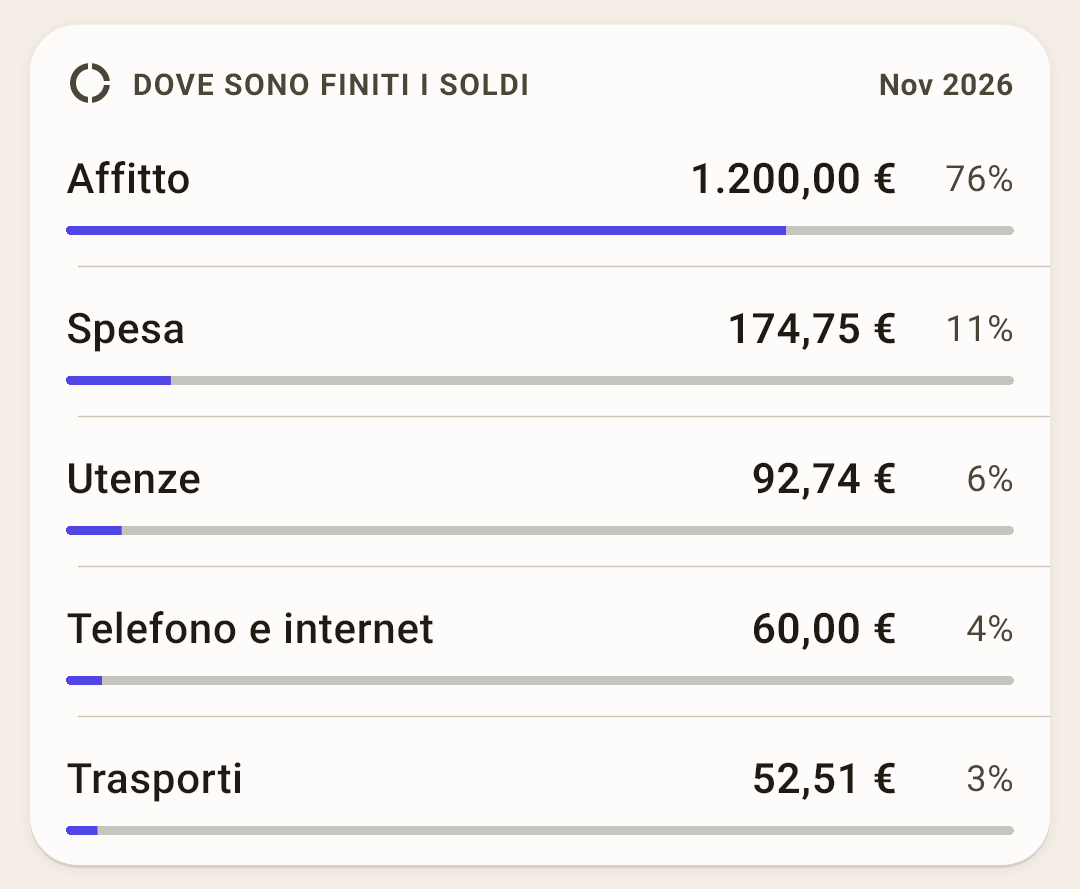 DOVE SONO FINITI I SOLDI Nov 2026
Affitto 1.200,00 € 76%
Spesa 174,75 € 11%
Utenze 92,74 € 6%
Telefono e internet 60,00 € 4%
Trasporti 52,51 € 3%